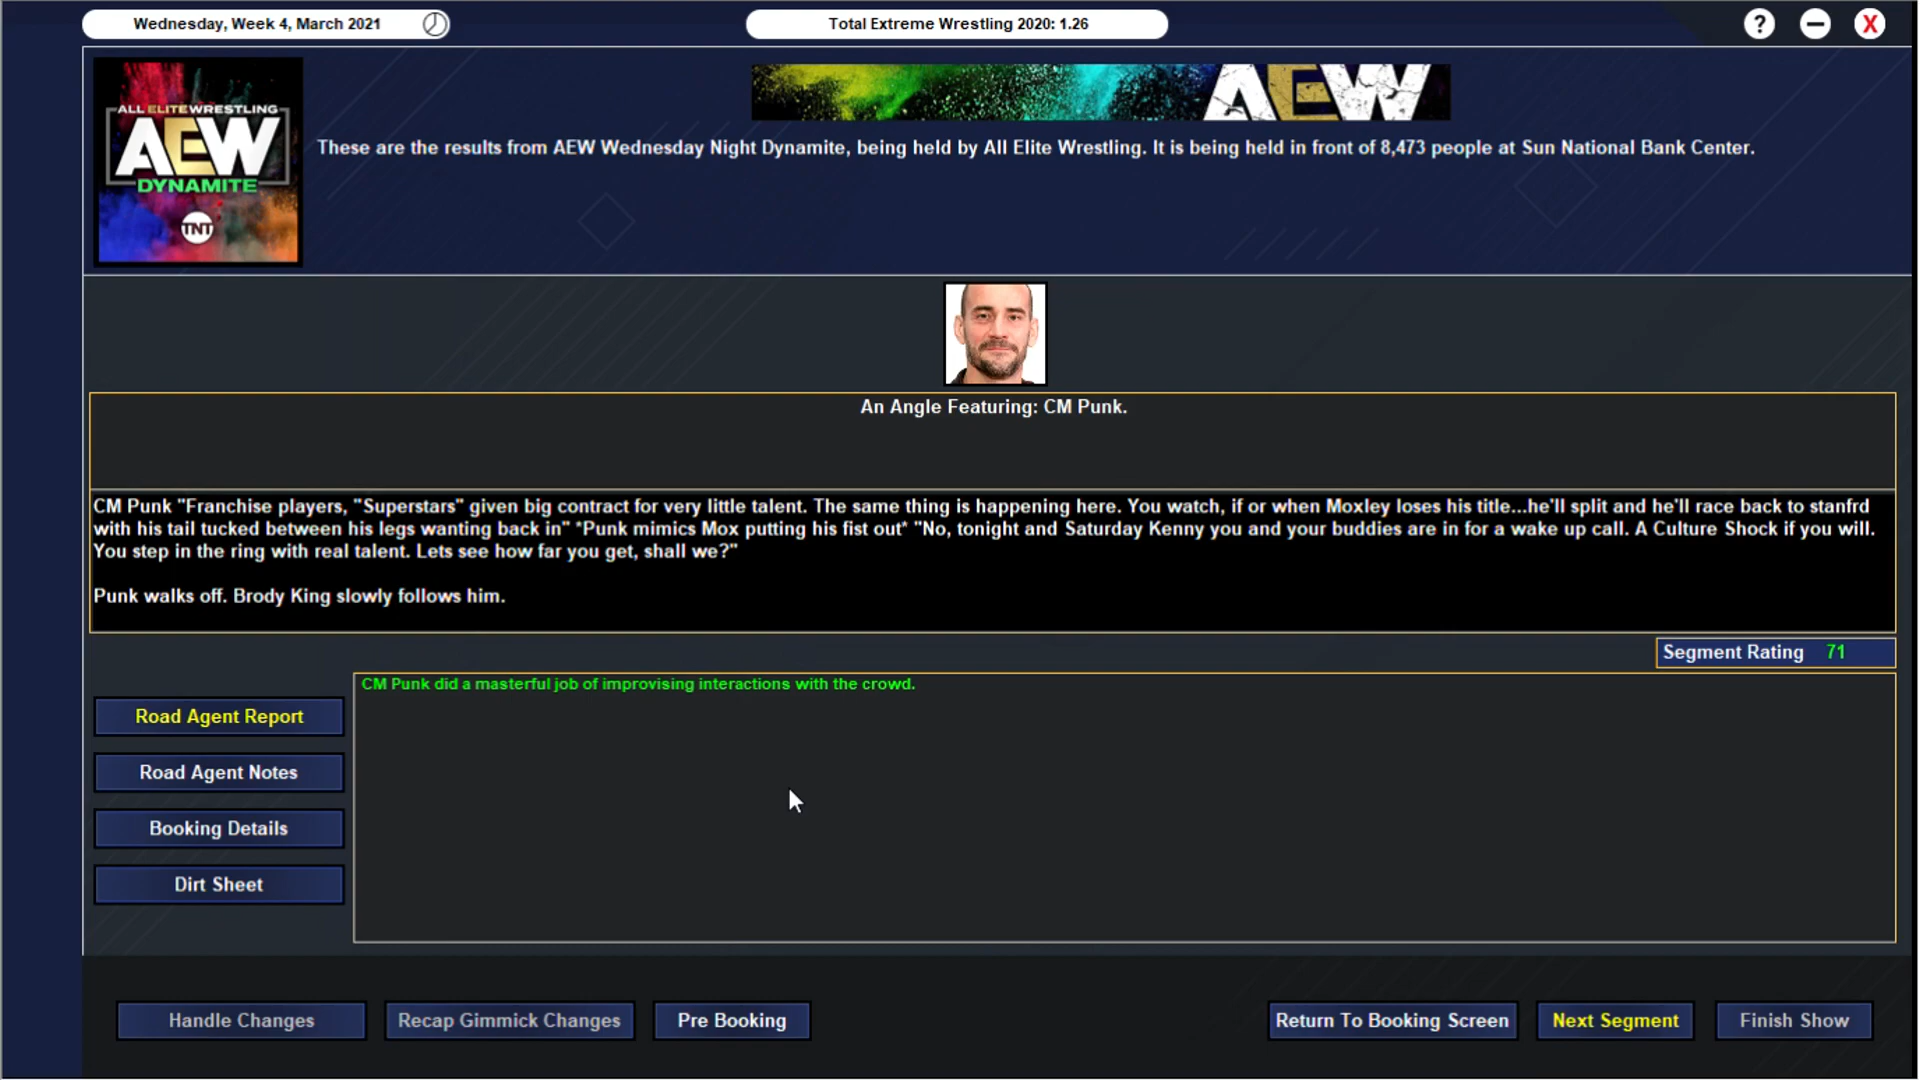 Wednesday, Week 4, March 2021
Total Extreme Wrestling 2020: 1.26
?
X
ALL ELITE WRESTLING
AEW
DYNAMITE
TNT
AEW
These are the results from AEW Wednesday Night Dynamite, being held by All Elite Wrestling. It is being held in front of 8,473 people at Sun National Bank Center.
An Angle Featuring: CM Punk.
CM Punk "Franchise players, "Superstars" given big contract for very little talent. The same thing is happening here. You watch, if or when Moxley loses his title...he'll split and he'll race back to stanfrd
with his tail tucked between his legs wanting back in" *Punk mimics Mox putting his fist out* "No, tonight and Saturday Kenny you and your buddies are in for a wake up call. A Culture Shock if you will.
You step in the ring with real talent. Lets see how far you get, shall we?"
Punk walks off. Brody King slowly follows him.
Segment Rating 71
CM Punk did a masterful job of improvising interactions with the crowd.
Road Agent Report
Road Agent Notes
Booking Details
Dirt Sheet
Handle Changes
Recap Gimmick Changes
Pre Booking
Return To Booking Screen
Next Segment
Finish Show